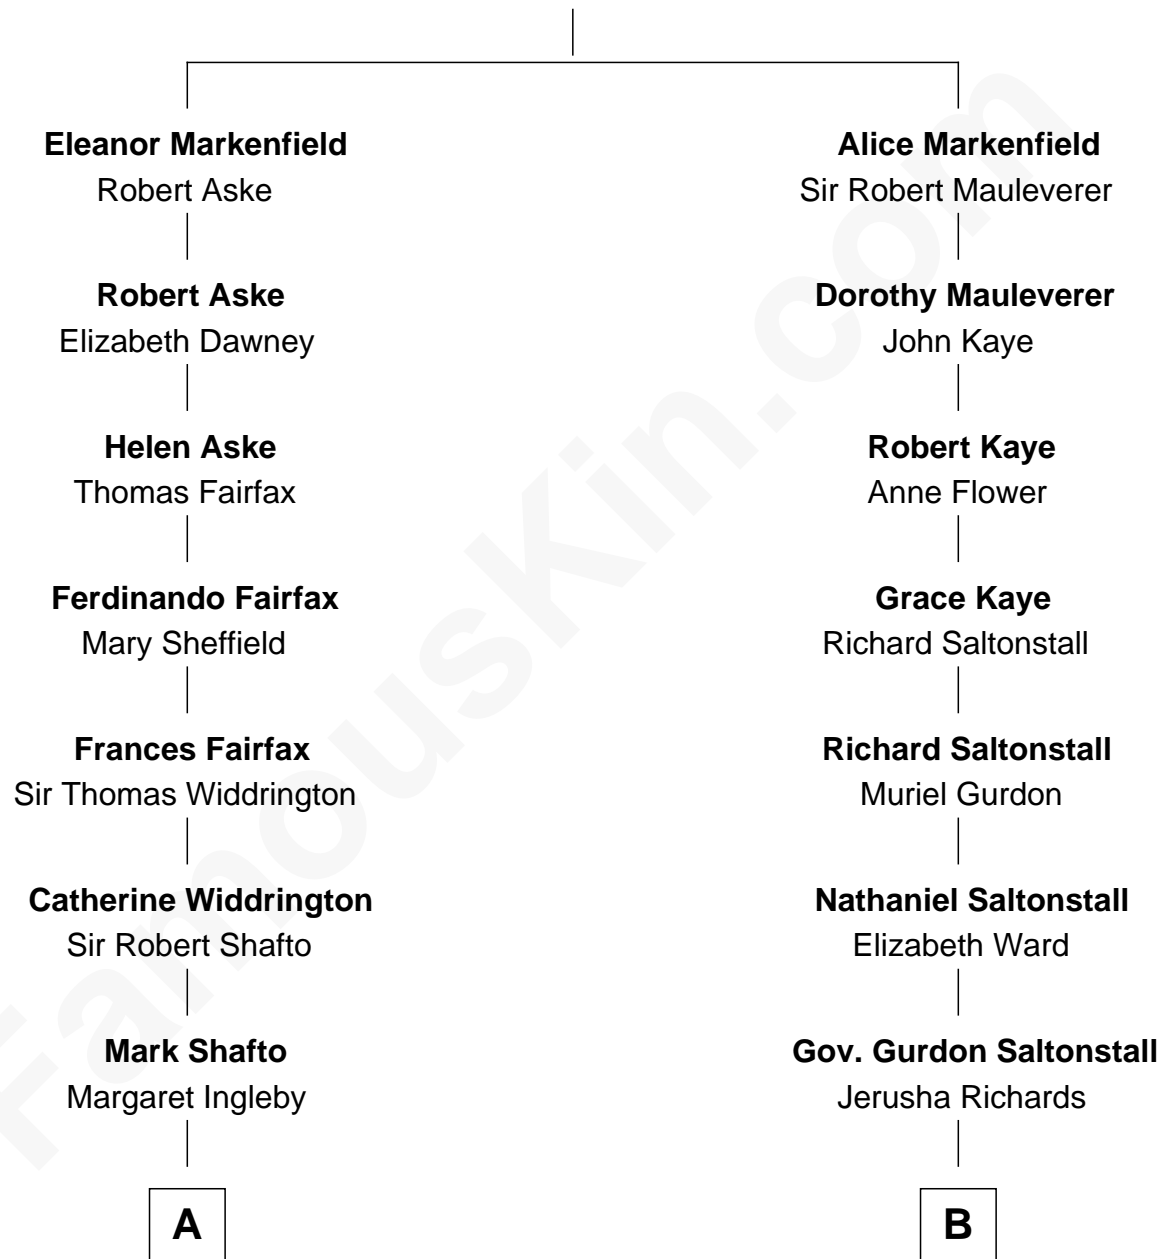 Eleanor Markenfield
Robert Aske
Robert Aske
Elizabeth Dawney
Helen Aske
Thomas Fairfax
Ferdinando Fairfax
Mary Sheffield
Frances Fairfax
Sir Thomas Widdrington
Catherine Widdrington
Sir Robert Shafto
Mark Shafto
Margaret Ingleby
A
Alice Markenfield
Sir Robert Mauleverer
Dorothy Mauleverer
John Kaye
Robert Kaye
Anne Flower
Grace Kaye
Richard Saltonstall
Richard Saltonstall
Muriel Gurdon
Nathaniel Saltonstall
Elizabeth Ward
Gov. Gurdon Saltonstall
Jerusha Richards
B
FamousKin.com